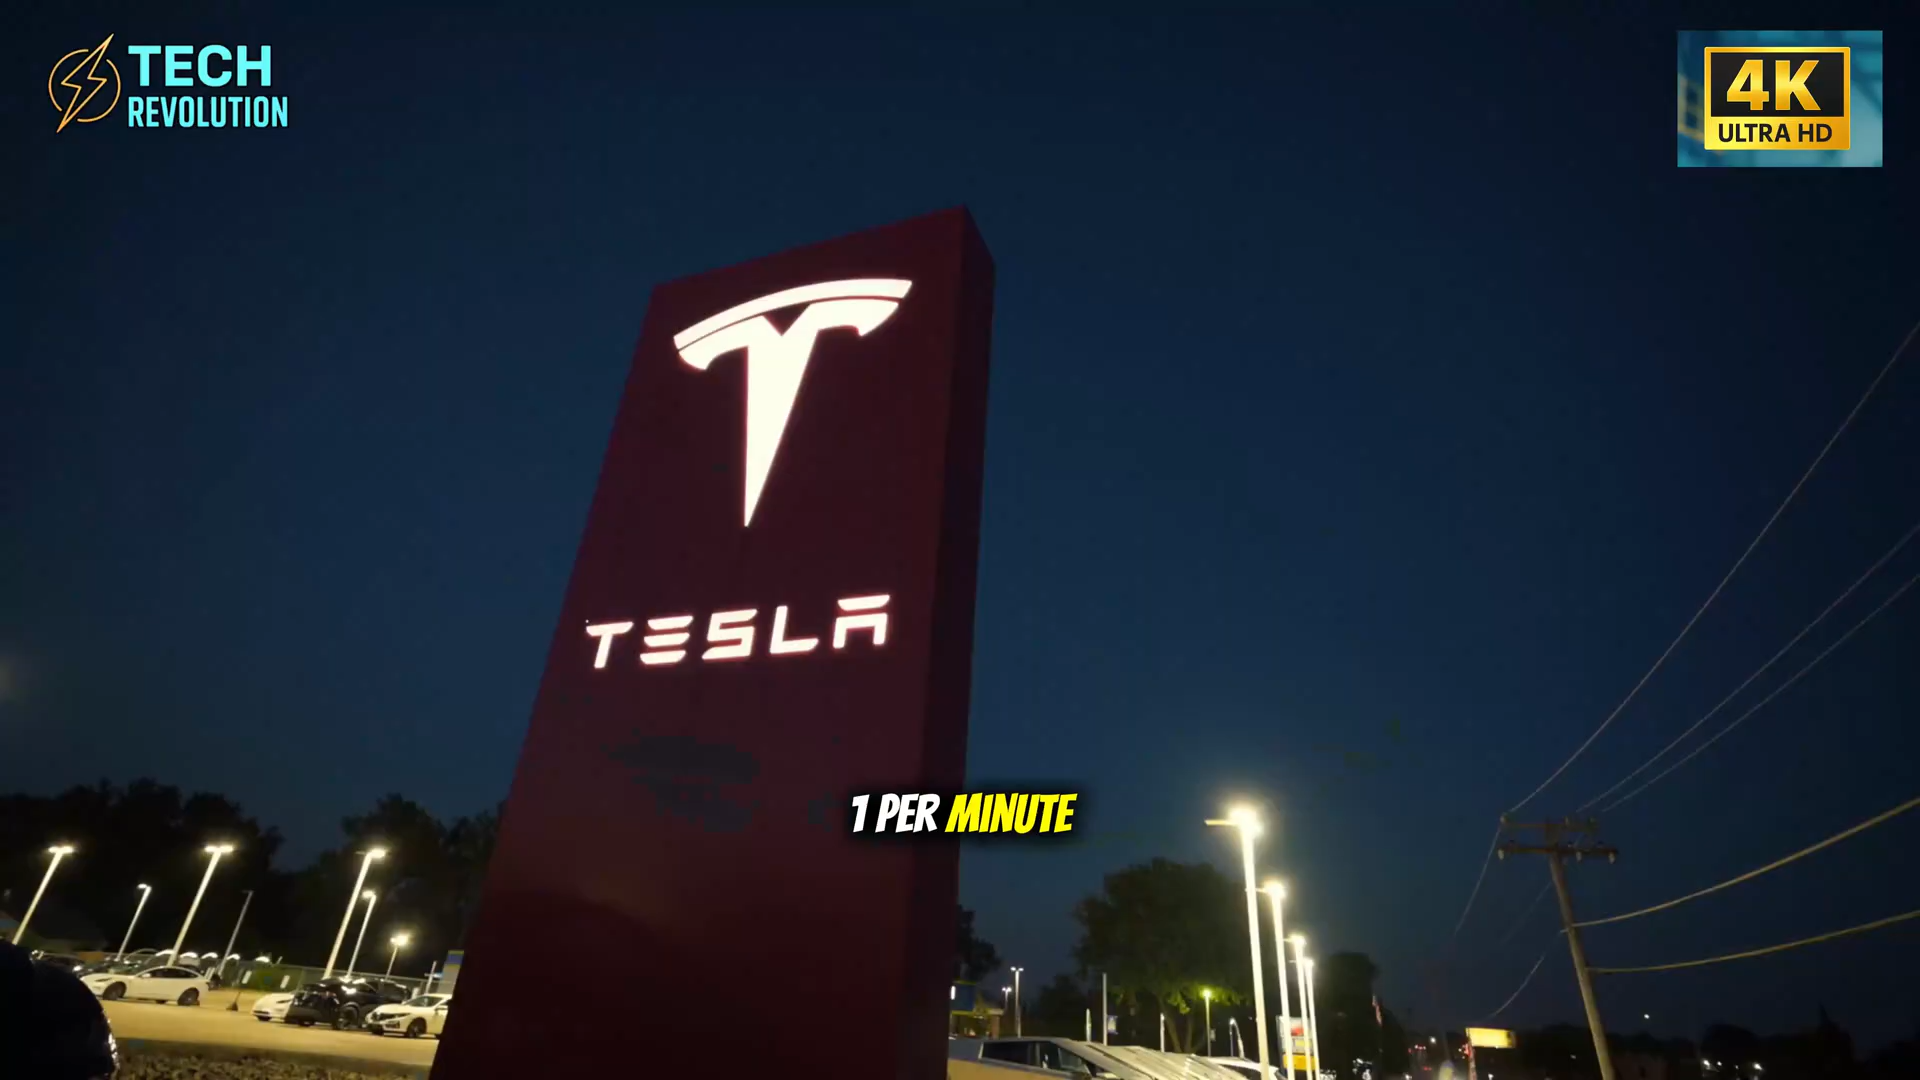 TECH
REVOLUTION
4K
ULTRA HD
TESLA
1 PER MINUTE